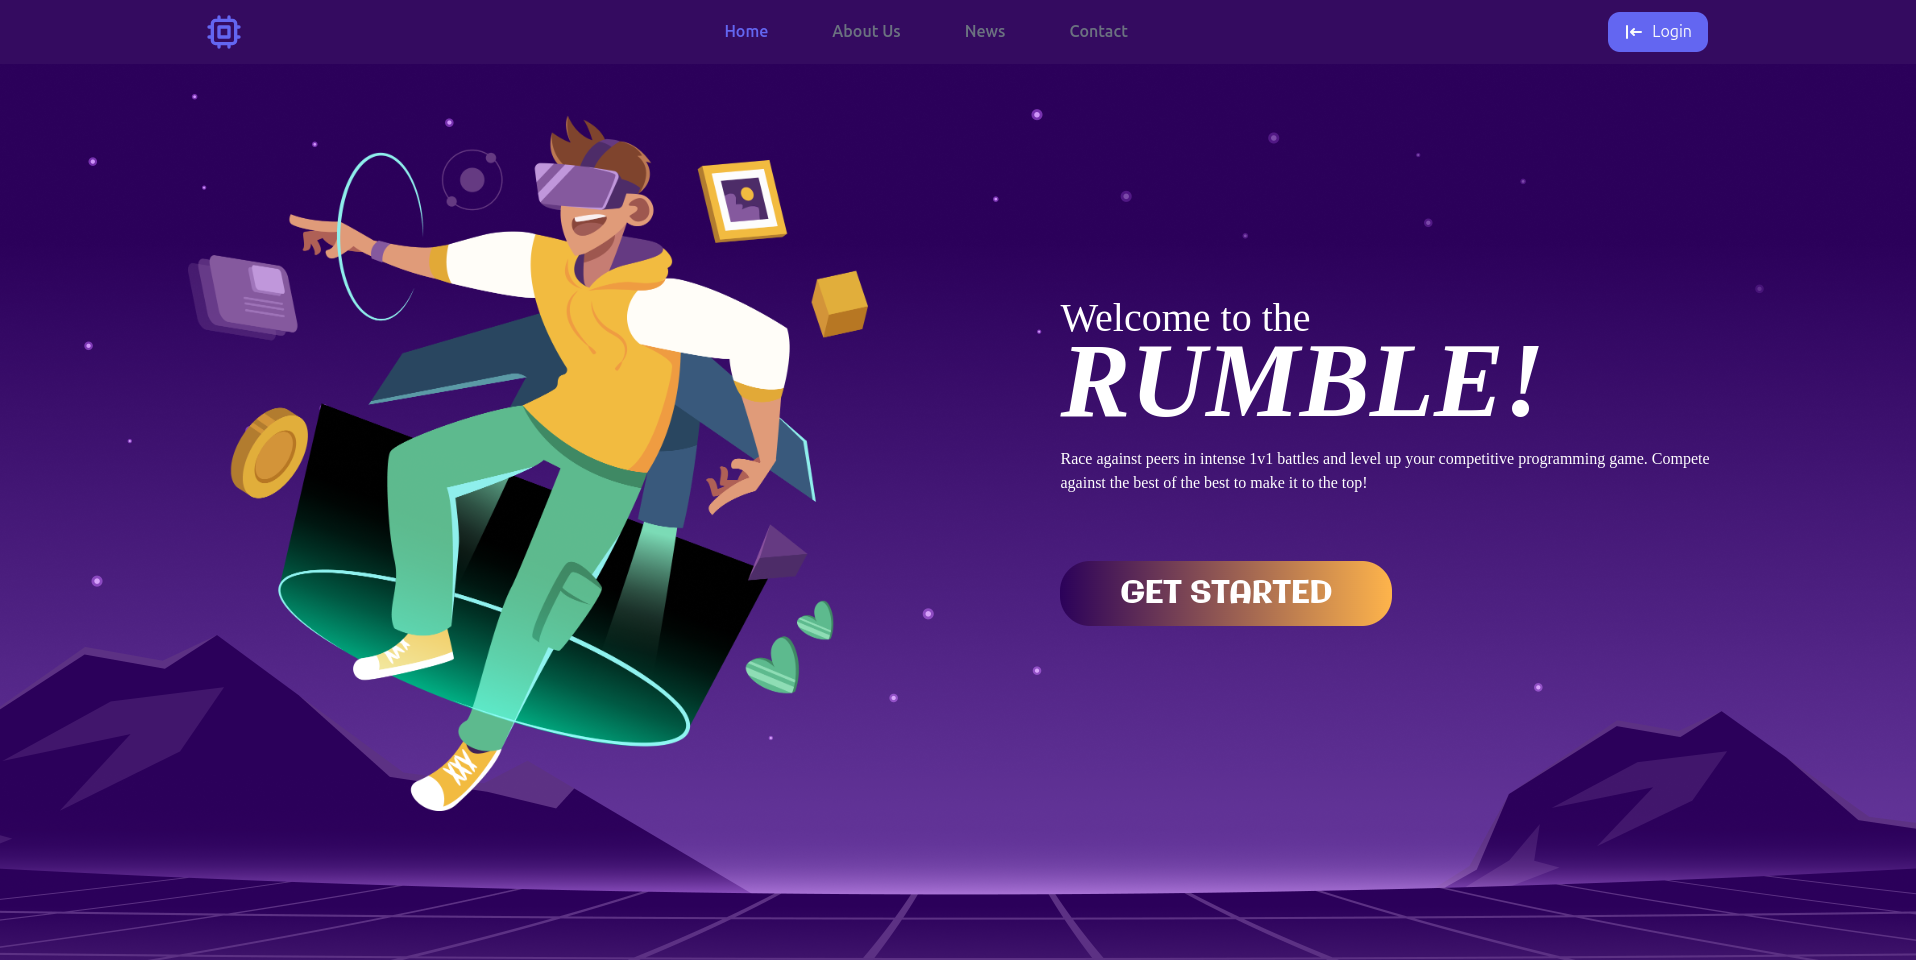 Home
About Us
News
Contact
Login
Welcome to the
RUMBLE!
Race against peers in intense 1v1 battles and level up your competitive programming game. Compete
against the best of the best to make it to the top!
GET STARTED